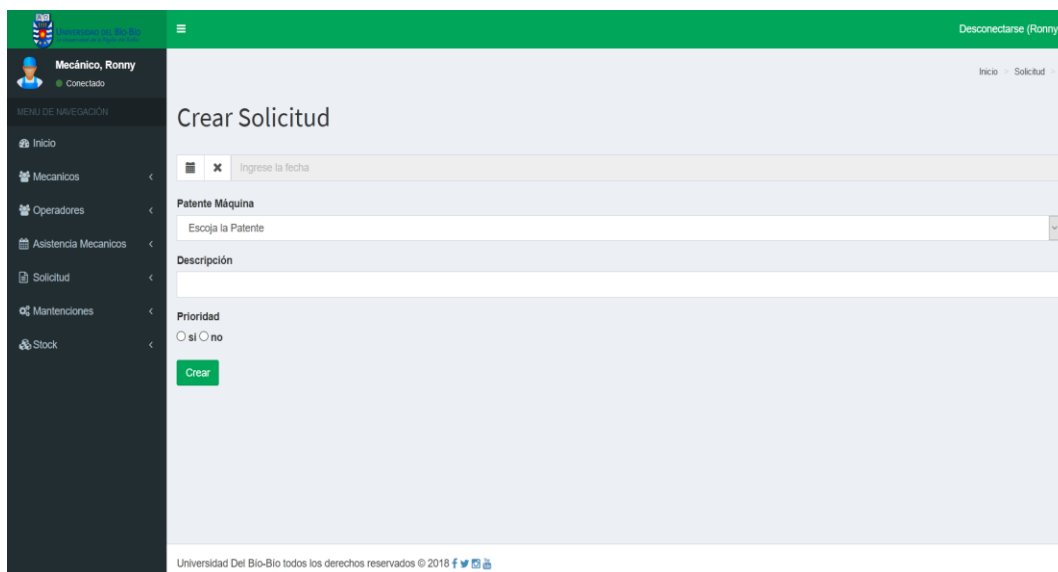 UNIVERSIDAD DEL BÍO-BÍO
Desconectarse (Ronny
Mecánico, Ronny
Conectado
Inicio > Solicitud >
MENU DE NAVEGACIÓN
Inicio
Mecanicos
Operadores
Asistencia Mecanicos
Solicitud
Mantenciones
Stock
Crear Solicitud
Ingrese la fecha
Patente Máquina
Escoja la Patente
Descripción
Prioridad
si no
Crear
Universidad Del Bío-Bío todos los derechos reservados © 2018